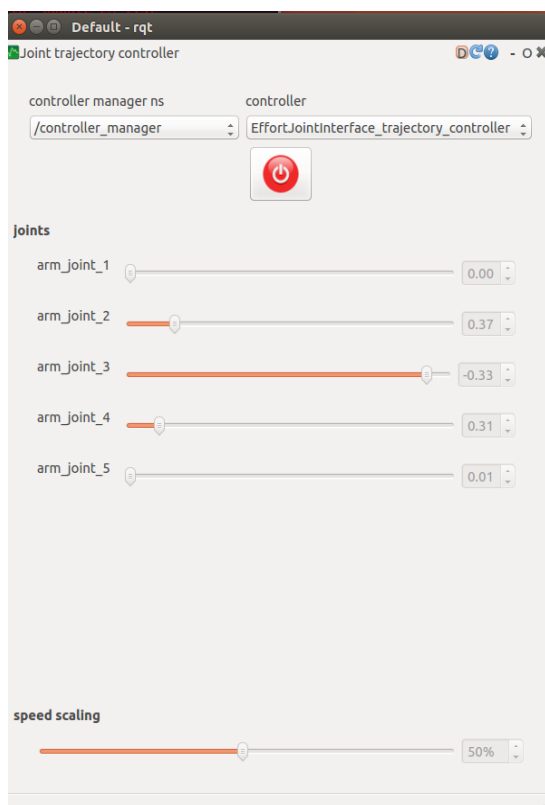 Default - rqt
Joint trajectory controller
D ? - O ✖
controller manager ns controller
/controller_manager EffortJointInterface_trajectory_controller
joints
arm_joint_1 0.00
arm_joint_2 0.37
arm_joint_3 -0.33
arm_joint_4 0.31
arm_joint_5 0.01
speed scaling
50%